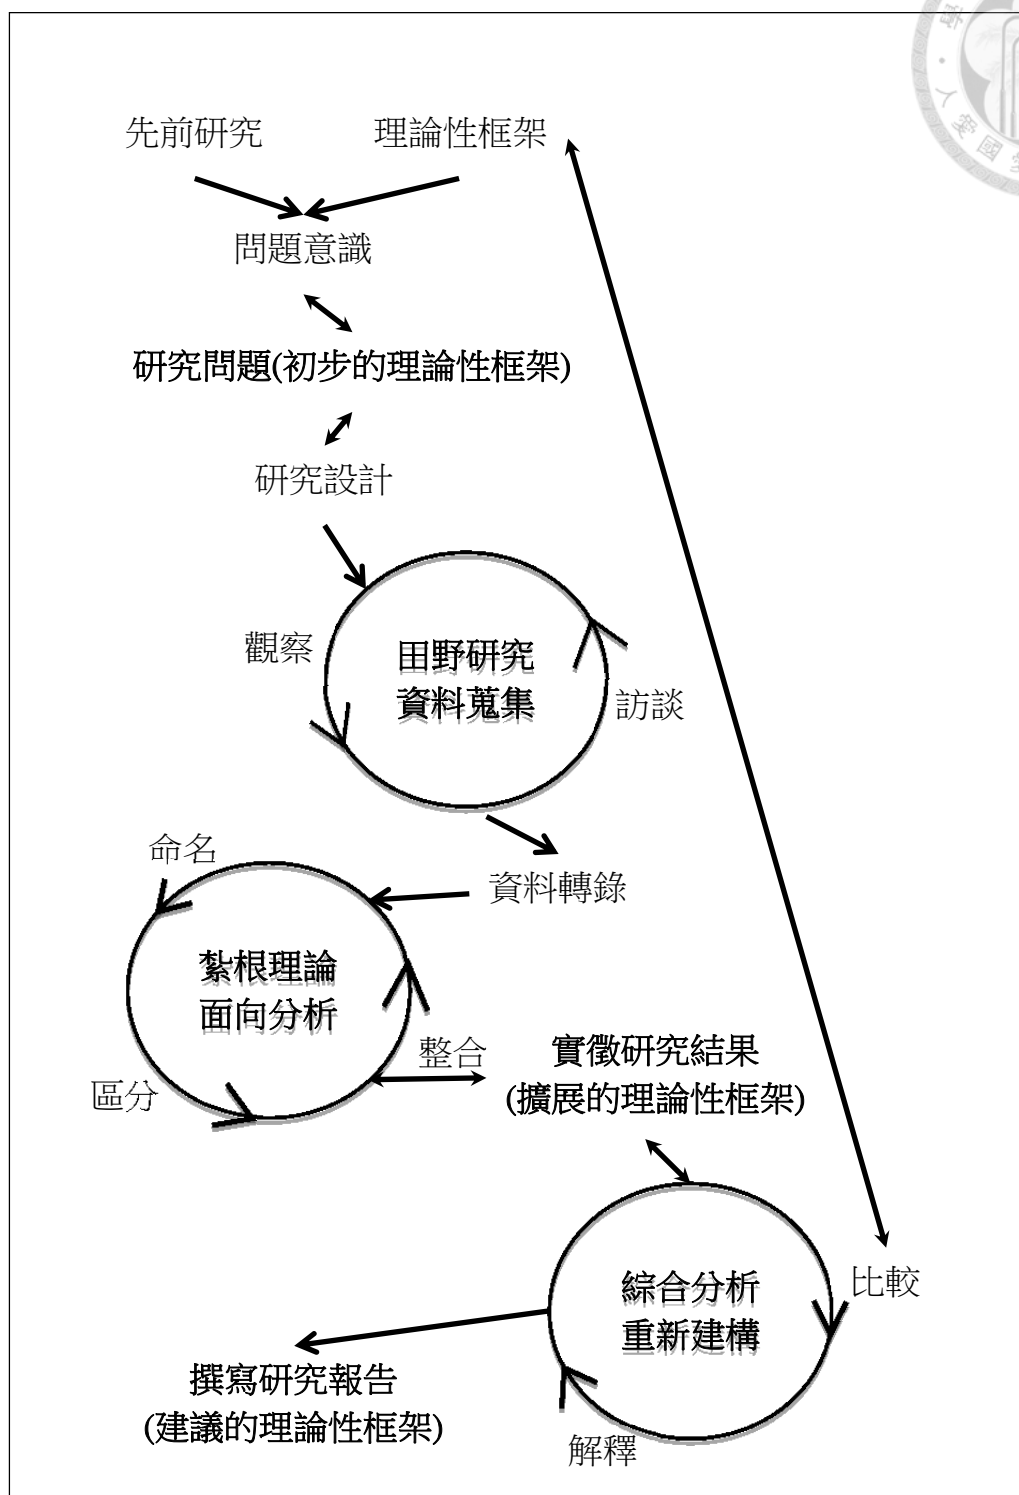 先前研究
理論性框架
問題意識
研究問題(初步的理論性框架)
研究設計
觀察
田野研究
資料蒐集
訪談
命名
資料轉錄
紮根理論
面向分析
整合
區分
實徵研究結果
(擴展的理論性框架)
比較
綜合分析
重新建構
撰寫研究報告
(建議的理論性框架)
解釋